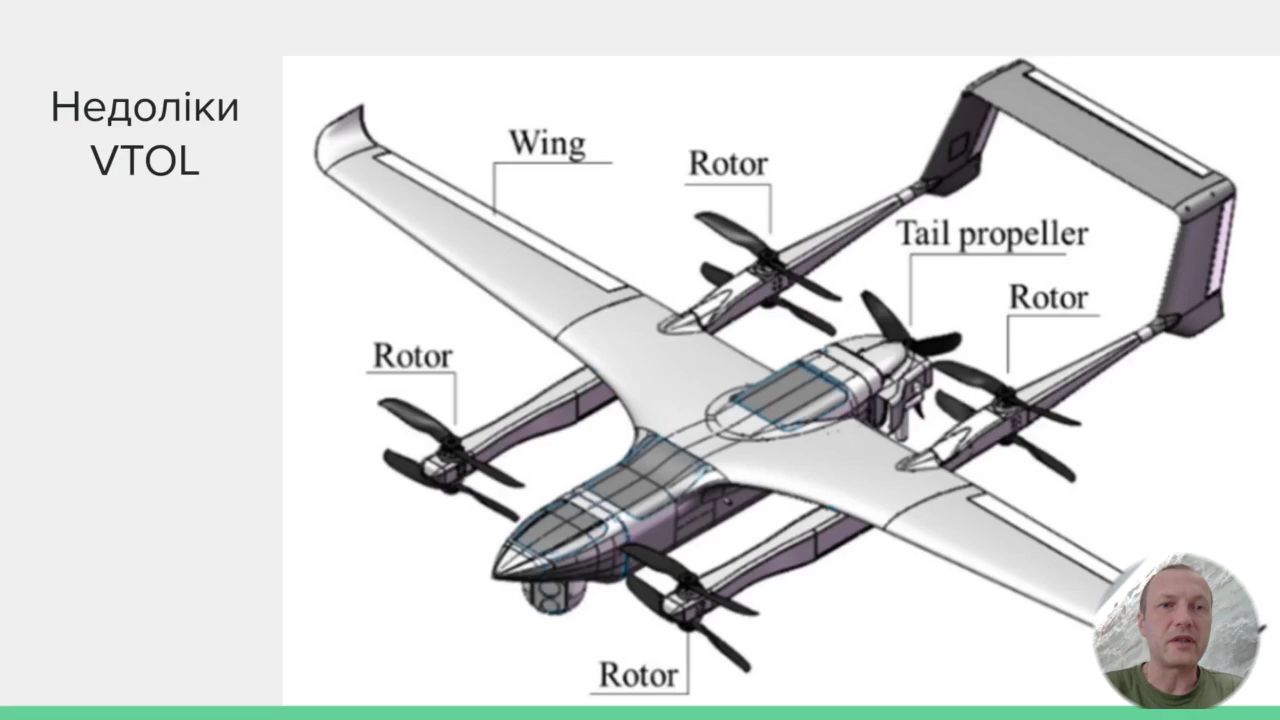 Недоліки
VTOL
Wing
Rotor
Tail propeller
Rotor
Rotor
Rotor